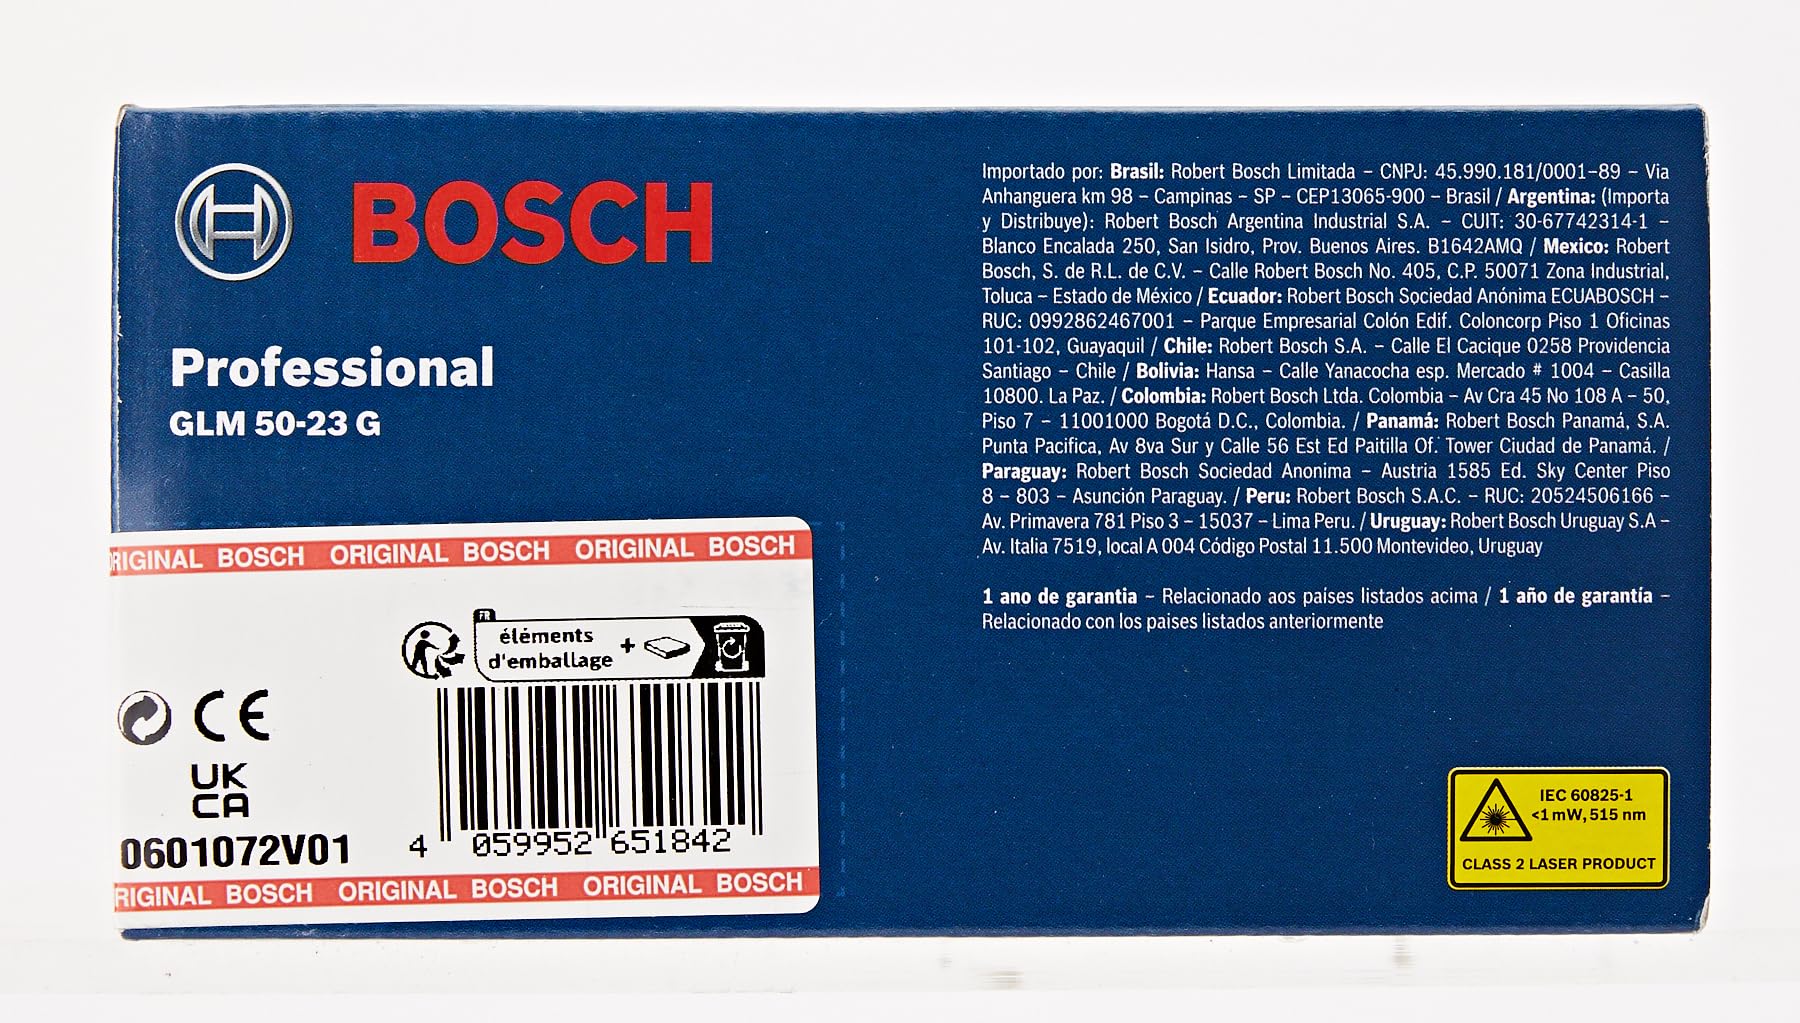 BOSCH
Professional
GLM 50-23 G
Importado por: Brasil: Robert Bosch Limitada – CNPJ: 45.990.181/0001–89 – Via
Anhanguera km 98 – Campinas – SP – CEP13065-900 – Brasil / Argentina: (Importa
y Distribuye): Robert Bosch Argentina Industrial S.A. – CUIT: 30-67742314-1 –
Blanco Encalada 250, San Isidro, Prov. Buenos Aires. B1642AMQ / Mexico: Robert
Bosch, S. de R.L. de C.V. – Calle Robert Bosch No. 405, C.P. 50071 Zona Industrial,
Toluca – Estado de México / Ecuador: Robert Bosch Sociedad Anónima ECUABOSCH –
RUC: 0992862467001 – Parque Empresarial Colón Edif. Coloncorp Piso 1 Oficinas
101-102, Guayaquil / Chile: Robert Bosch S.A. – Calle El Cacique 0258 Providencia
Santiago – Chile / Bolivia: Hansa – Calle Yanacocha esp. Mercado # 1004 – Casilla
10800. La Paz. / Colombia: Robert Bosch Ltda. Colombia – Av Cra 45 No 108 A – 50,
Piso 7 – 11001000 Bogotá D.C., Colombia. / Panamá: Robert Bosch Panamá, S.A.
Punta Pacifica, Av 8va Sur y Calle 56 Est Ed Paitilla Of. Tower Ciudad de Panamá. /
Paraguay: Robert Bosch Sociedad Anonima – Austria 1585 Ed. Sky Center Piso
8 – 803 – Asunción Paraguay. / Peru: Robert Bosch S.A.C. – RUC: 20524506166 –
Av. Primavera 781 Piso 3 – 15037 – Lima Peru. / Uruguay: Robert Bosch Uruguay S.A –
Av. Italia 7519, local A 004 Código Postal 11.500 Montevideo, Uruguay
1 ano de garantia – Relacionado aos países listados acima / 1 año de garantía –
Relacionado con los paises listados anteriormente
RIGINAL BOSCH ORIGINAL BOSCH ORIGINAL BOSCH
FR
éléments
d'emballage +
CE
UK
CA
0601072V01
4 059952 651842
RIGINAL BOSCH ORIGINAL BOSCH ORIGINAL BOSCH
IEC 60825-1
<1 mW, 515 nm
CLASS 2 LASER PRODUCT